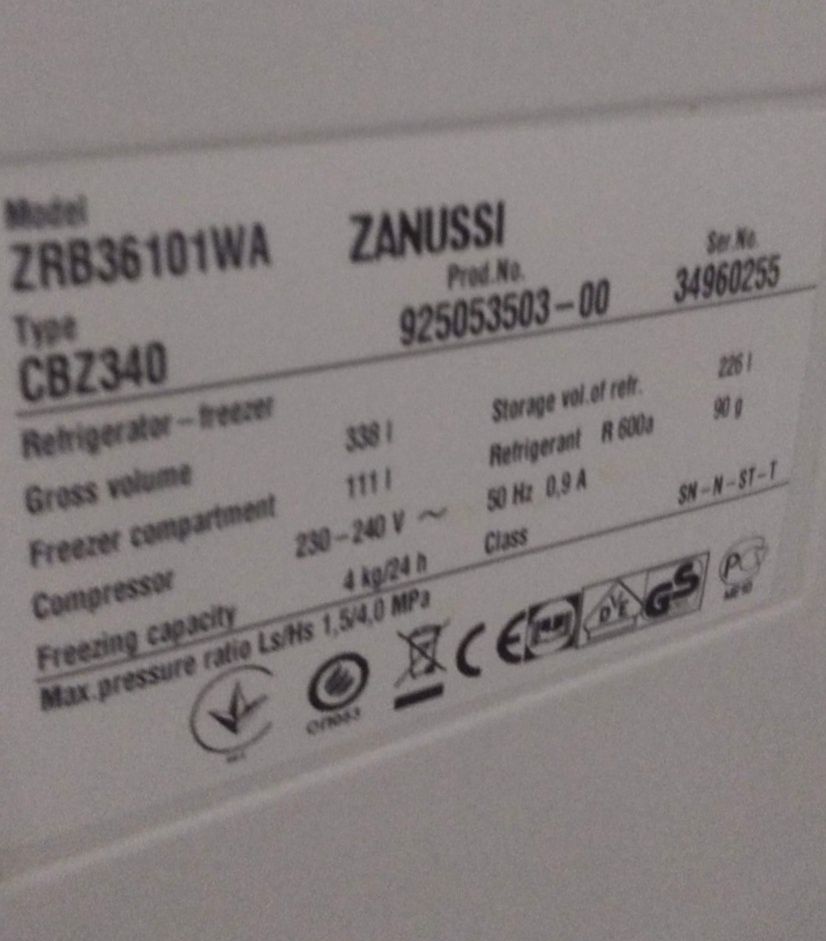 Model
ZRB36101WA ZANUSSI
Prod.No. Ser.No.
Type 925053503-00 34960255
CBZ340
Refrigerator-freezer
Gross volume 338 l Storage vol.of refr. 226 l
Freezer compartment 111 l Refrigerant R 600a 90 g
Compressor 230-240 V ~ 50 Hz 0,9 A
Freezing capacity 4 kg/24 h Class SN-N-ST-T
Max.pressure ratio Ls/Hs 1,5/4,0 MPa
CE DVE GS PC